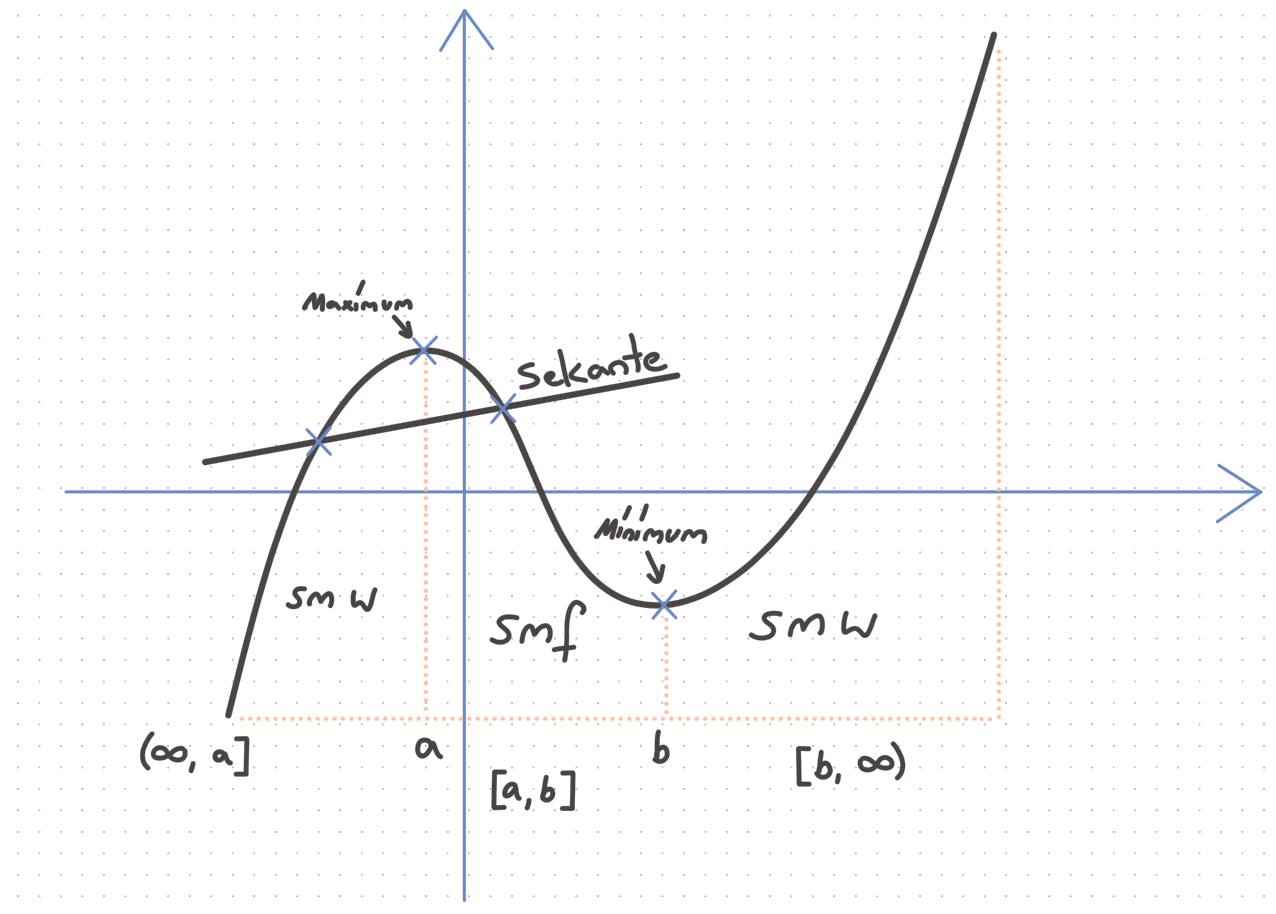 Maximum
Sekante
Minimum
smw
smf
smw
(∞, a]
a
b
[b, ∞)
[a, b]